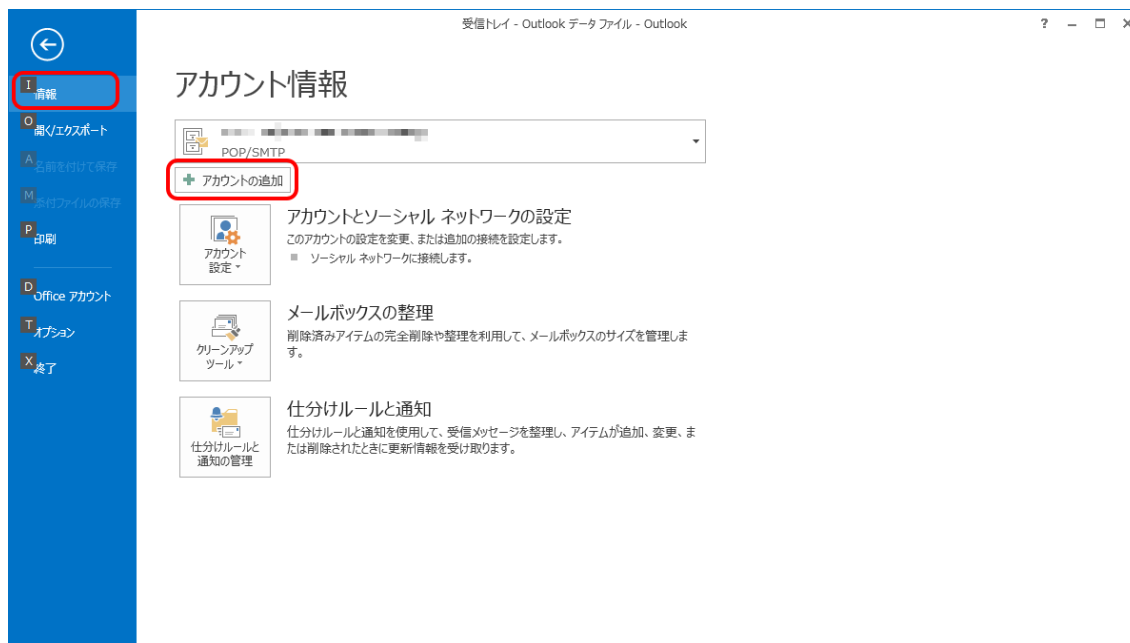 受信トレイ - Outlook データ ファイル - Outlook
?
I
情報
O
開く/エクスポート
A
名前を付けて保存
M
添付ファイルの保存
P
印刷
D
Office アカウント
T
オプション
X
終了
アカウント情報
POP/SMTP
アカウントの追加
アカウント
設定
アカウントとソーシャル ネットワークの設定
このアカウントの設定を変更、または追加の接続を設定します。
ソーシャル ネットワークに接続します。
クリーンアップ
ツール
メールボックスの整理
削除済みアイテムの完全削除や整理を利用して、メールボックスのサイズを管理しま
す。
仕分けルールと
通知の管理
仕分けルールと通知
仕分けルールと通知を使用して、受信メッセージを整理し、アイテムが追加、変更、ま
たは削除されたときに更新情報を受け取ります。